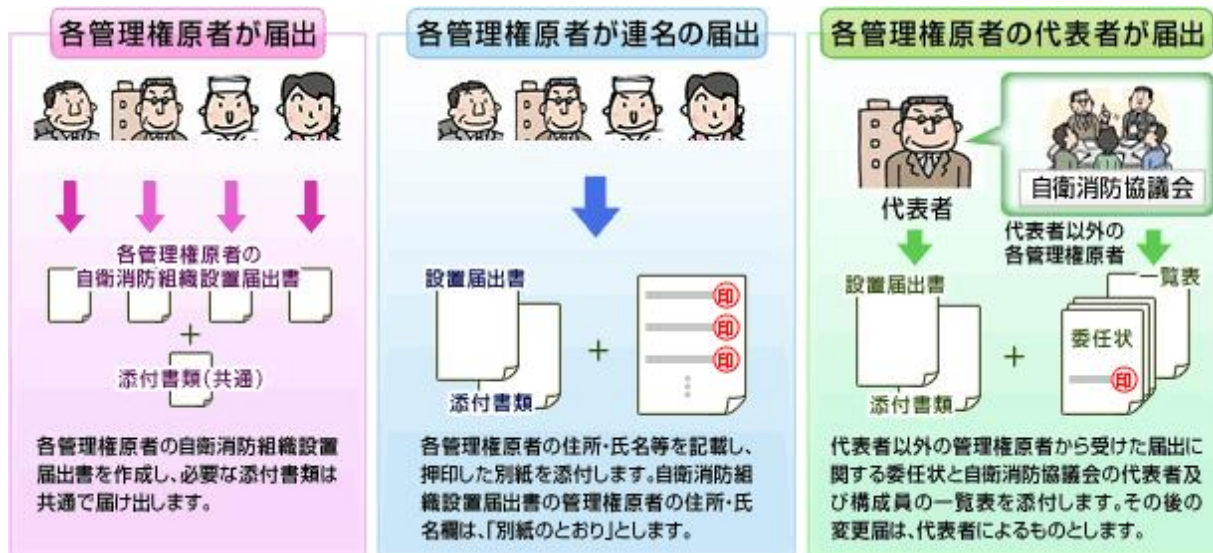 各管理権原者が届出
各管理権原者の
自衛消防組織設置届出書
+
添付書類(共通)
各管理権原者の自衛消防組織設置
届出書を作成し、必要な添付書類は
共通で届け出します。
各管理権原者が連名の届出
設置届出書
添付書類
+
印
印
印
各管理権原者の住所・氏名等を記載し、
押印した別紙を添付します。自衛消防組
織設置届出書の管理権原者の住所・氏
名欄は、「別紙のとおり」とします。
各管理権原者の代表者が届出
代表者
自衛消防協議会
代表者以外の
各管理権原者
設置届出書
添付書類
+
一覧表
委任状
印
代表者以外の管理権原者から受けた届出に
関する委任状と自衛消防協議会の代表者及
び構成員の一覧表を添付します。その後の
変更届は、代表者によるものとします。